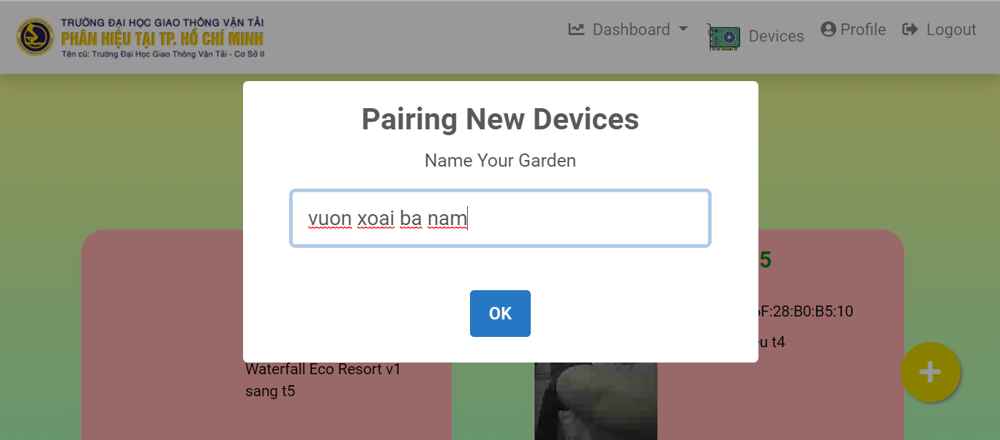 TRƯỜNG ĐẠI HỌC GIAO THÔNG VẬN TẢI
PHÂN HIỆU TẠI TP. HỒ CHÍ MINH
Tên cũ: Trường Đại Học Giao Thông Vận Tải - Cơ Sở II
Dashboard
Devices
Profile
Logout
Pairing New Devices
Name Your Garden
vuon xoai ba nam
OK
5
F:28:B0:B5:10
u t4
Waterfall Eco Resort v1
sang t5